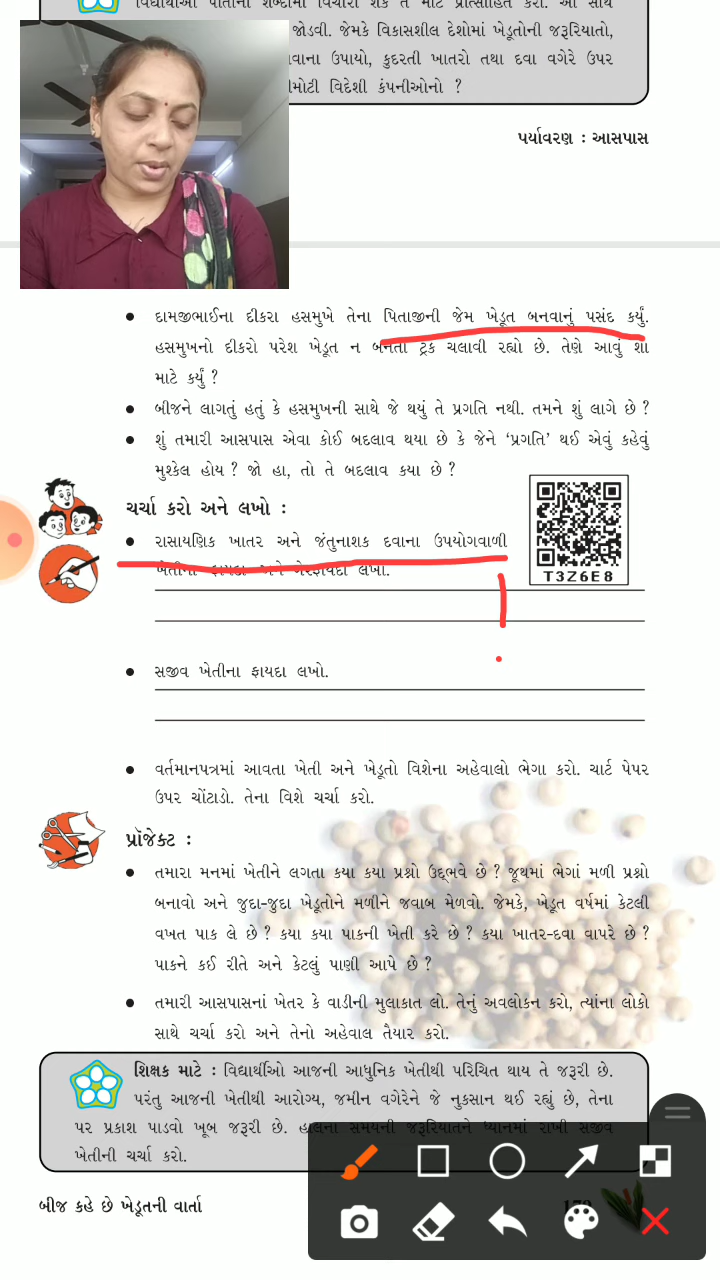 વિદ્યાર્થીઓ પોતાના શબ્દોમાં વિચારી શકે તે માટે પ્રોત્સાહિત કરો. આ સાથે
જોડવી. જેમકે વિકાસશીલ દેશોમાં ખેડૂતોની જરૂરિયાતો,
ઉપાયો, કુદરતી ખાતરો તથા દવા વગેરે ઉપર
વિદેશી કંપનીઓનો ?
પર્યાવરણ : આસપાસ
• દામજીભાઈના દીકરા હસમુખે તેના પિતાજીની જેમ ખેડૂત બનવાનું પસંદ કર્યું.
હસમુખનો દીકરો પરેશ ખેડૂત ન બનતા ટ્રક ચલાવી રહ્યો છે. તેણે આવું શા
માટે કર્યું ?
• બીજને લાગતું હતું કે હસમુખની સાથે જે થયું તે પ્રગતિ નથી. તમને શું લાગે છે ?
• શું તમારી આસપાસ એવા કોઈ બદલાવ થયા છે કે જેને ‘પ્રગતિ’ થઈ એવું કહેવું
મુશ્કેલ હોય ? જો હા, તો તે બદલાવ કયા છે ?
ચર્ચા કરો અને લખો :
• રાસાયણિક ખાતર અને જંતુનાશક દવાના ઉપયોગવાળી
ખેતીના ફાયદા અને ગેરફાયદા લખો.
T3Z6E8
• સજીવ ખેતીના ફાયદા લખો.
• વર્તમાનપત્રમાં આવતા ખેતી અને ખેડૂતો વિશેના અહેવાલો ભેગા કરો. ચાર્ટ પેપર
ઉપર ચોંટાડો. તેના વિશે ચર્ચા કરો.
પ્રૉજેક્ટ :
• તમારા મનમાં ખેતીને લગતા કયા કયા પ્રશ્નો ઉદ્ભવે છે ? જૂથમાં ભેગાં મળી પ્રશ્નો
બનાવો અને જુદા-જુદા ખેડૂતોને મળીને જવાબ મેળવો. જેમકે, ખેડૂત વર્ષમાં કેટલી
વખત પાક લે છે ? કયા કયા પાકની ખેતી કરે છે ? કયા ખાતર-દવા વાપરે છે ?
પાકને કઈ રીતે અને કેટલું પાણી આપે છે ?
• તમારી આસપાસનાં ખેતર કે વાડીની મુલાકાત લો. તેનું અવલોકન કરો, ત્યાંના લોકો
સાથે ચર્ચા કરો અને તેનો અહેવાલ તૈયાર કરો.
શિક્ષક માટે : વિદ્યાર્થીઓ આજની આધુનિક ખેતીથી પરિચિત થાય તે જરૂરી છે.
પરંતુ આજની ખેતીથી આરોગ્ય, જમીન વગેરેને જે નુકસાન થઈ રહ્યું છે, તેના
પર પ્રકાશ પાડવો ખૂબ જરૂરી છે. હાલના સમયની જરૂરિયાતને ધ્યાનમાં રાખી સજીવ
ખેતીની ચર્ચા કરો.
બીજ કહે છે ખેડૂતની વાર્તા